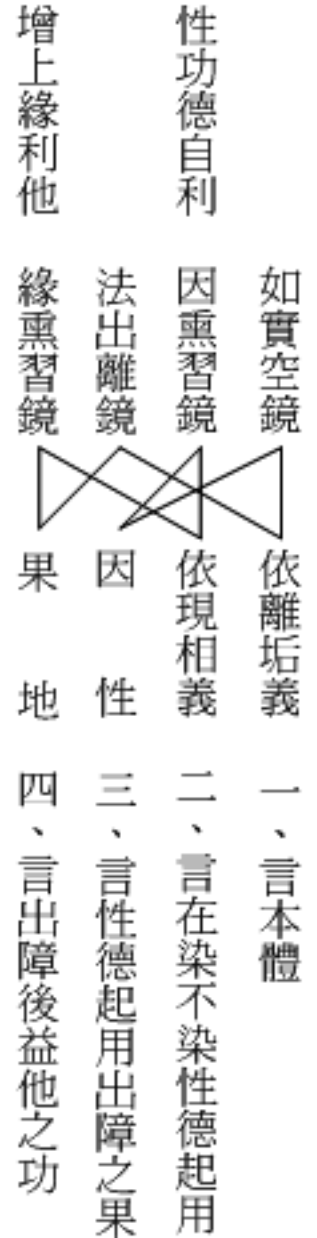 如實空鏡 依離垢義 一、言本體
性功德自利 因熏習鏡 依現相義 二、言在染不染性德起用
法出離鏡 因性 三、言性德起用出障之果
增上緣利他 緣熏習鏡 果地 四、言出障後益他之功